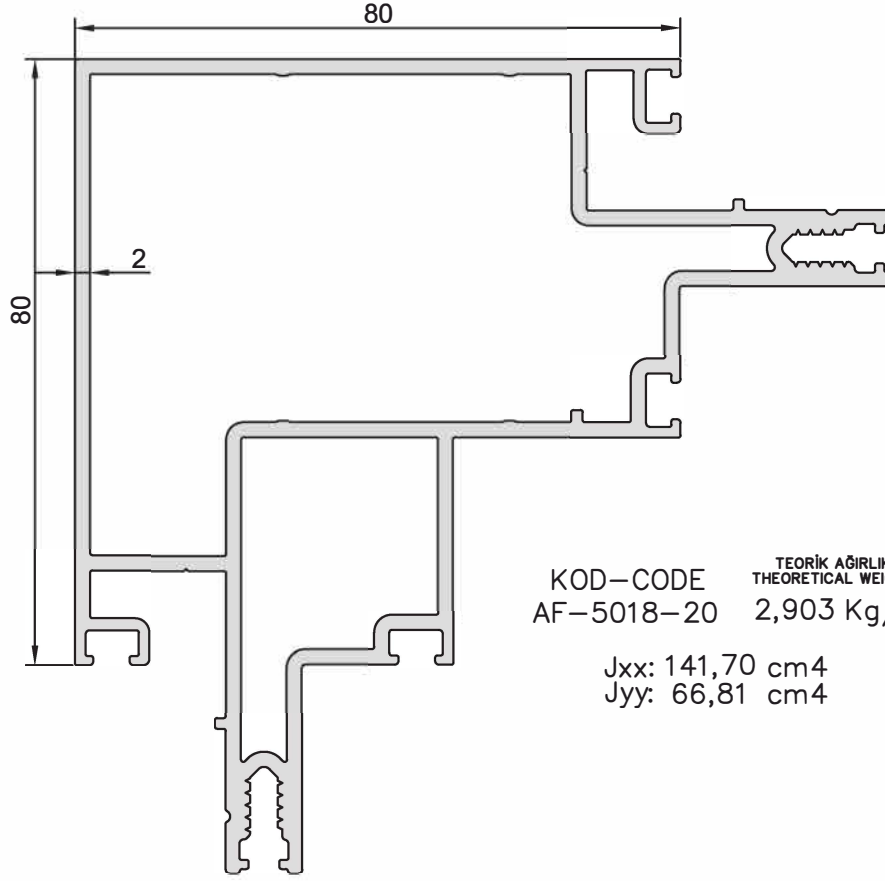 80
2
80
KOD-CODE
AF-5018-20
TEORİK AĞIRLIK
THEORETICAL
2,903 Kg
Jxx: 141,70 cm4
Jyy: 66,81 cm4